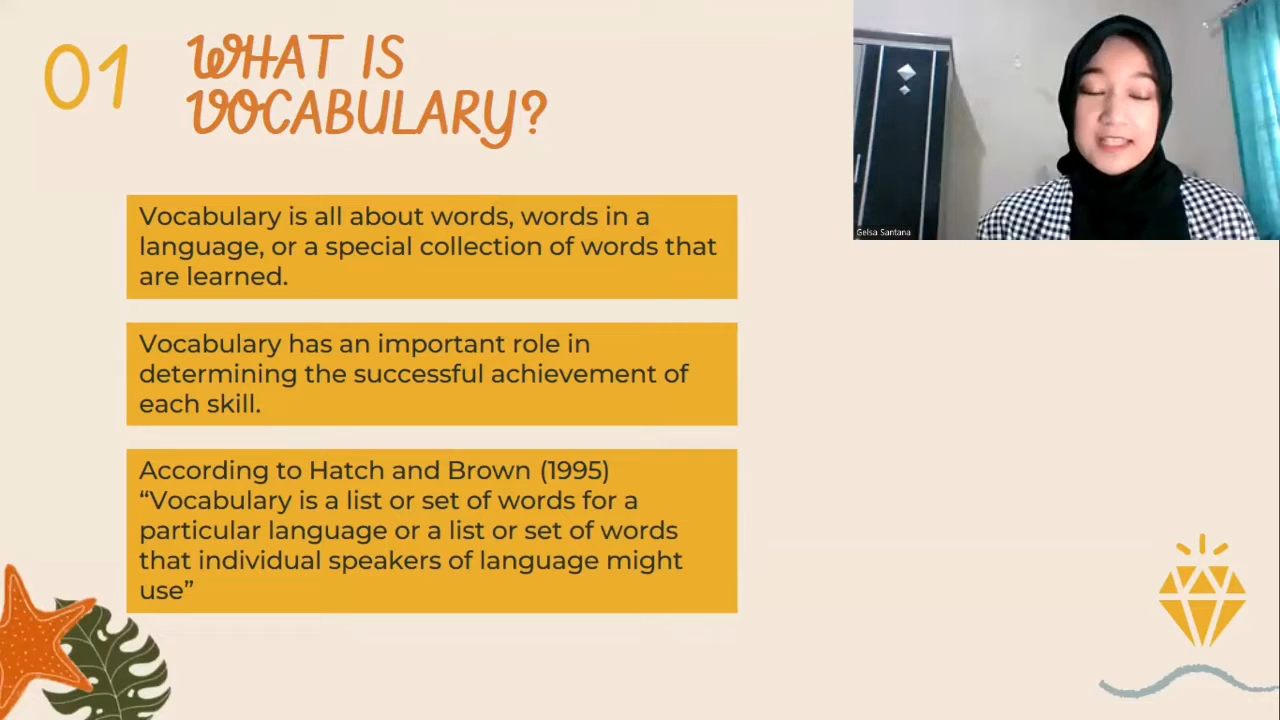 01
WHAT IS
VOCABULARY?
Vocabulary is all about words, words in a
language, or a special collection of words that
are learned.
Vocabulary has an important role in
determining the successful achievement of
each skill.
According to Hatch and Brown (1995)
“Vocabulary is a list or set of words for a
particular language or a list or set of words
that individual speakers of language might
use”
Gelsa Santana